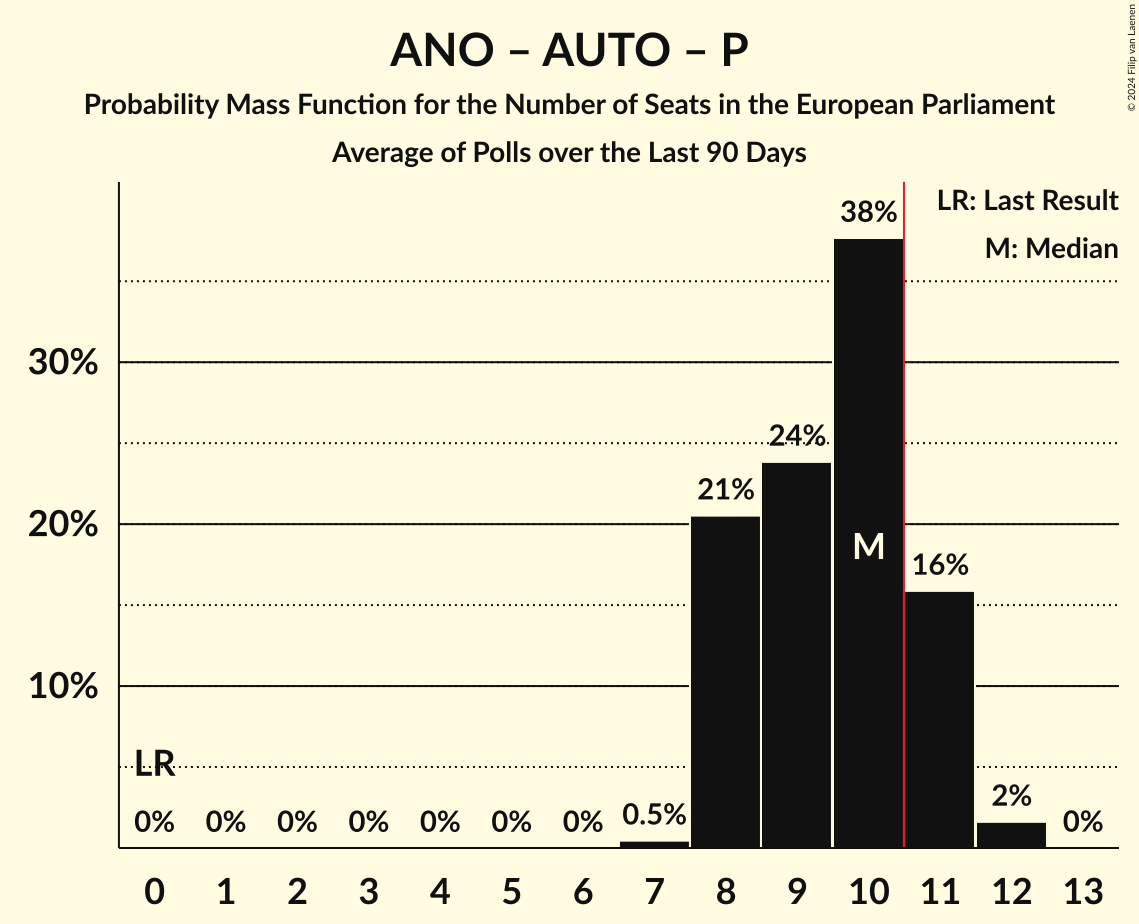 ANO – AUTO – P
Probability Mass Function for the Number of Seats in the European Parliament
Average of Polls over the Last 90 Days
© 2024 Filip van Laenen
LR: Last Result
M: Median
38%
30%
24%
21%
20%
M
16%
10%
LR
0% 0% 0% 0% 0% 0% 0% 0.5% 2% 0%
0 1 2 3 4 5 6 7 8 9 10 11 12 13